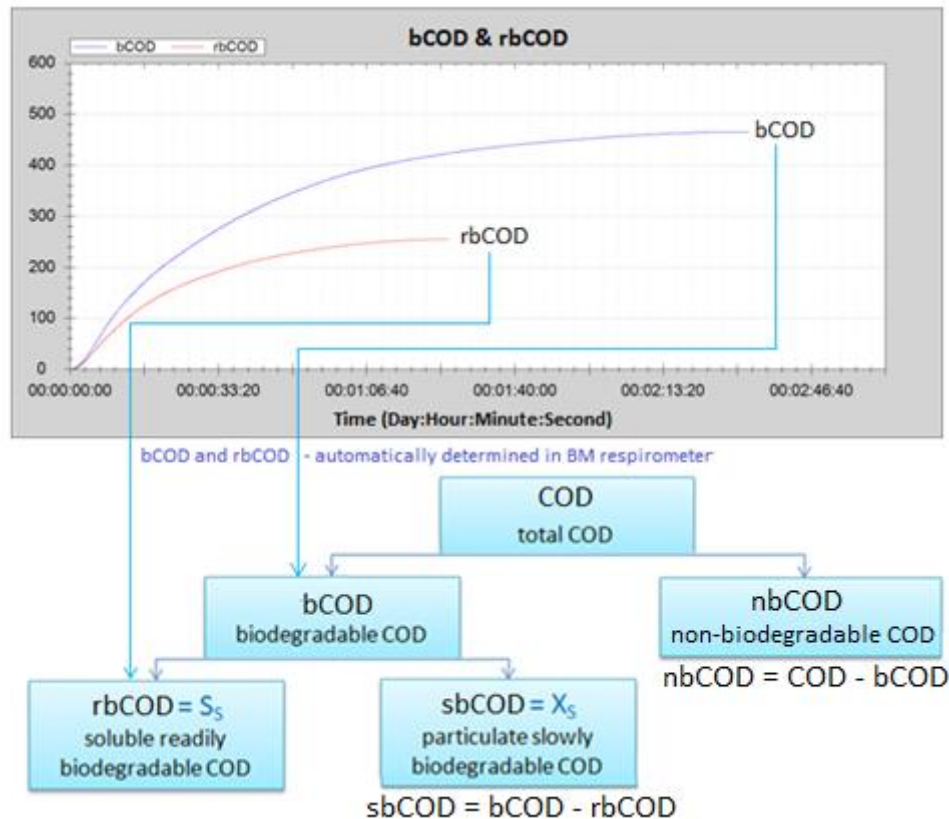 bCOD & rbCOD
bCOD rbCOD
600
500
400
300
200
100
0
bCOD
rbCOD
00:00:00:00 00:00:33:20 00:01:06:40 00:01:40:00 00:02:13:20 00:02:46:40
Time (Day:Hour:Minute:Second)
bCOD and rbCOD - automatically determined in BM respirometer
COD
total COD
bCOD
biodegradable COD
nbCOD
non-biodegradable COD
nbCOD = COD - bCOD
rbCOD = SS
soluble readily
biodegradable COD
sbCOD = XS
particulate slowly
biodegradable COD
sbCOD = bCOD - rbCOD